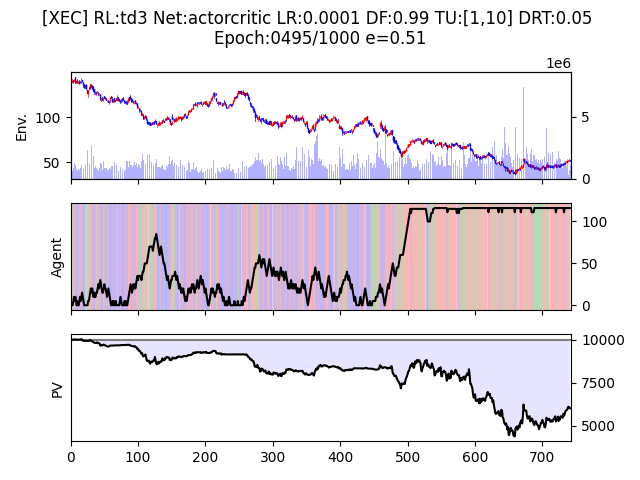 [XEC] RL:td3 Net:actorcritic LR:0.0001 DF:0.99 TU:[1,10] DRT:0.05
Epoch:0495/1000 e=0.51
1e6
Env.
100
50
5
0
Agent
100
50
0
PV
10000
7500
5000
0 100 200 300 400 500 600 700